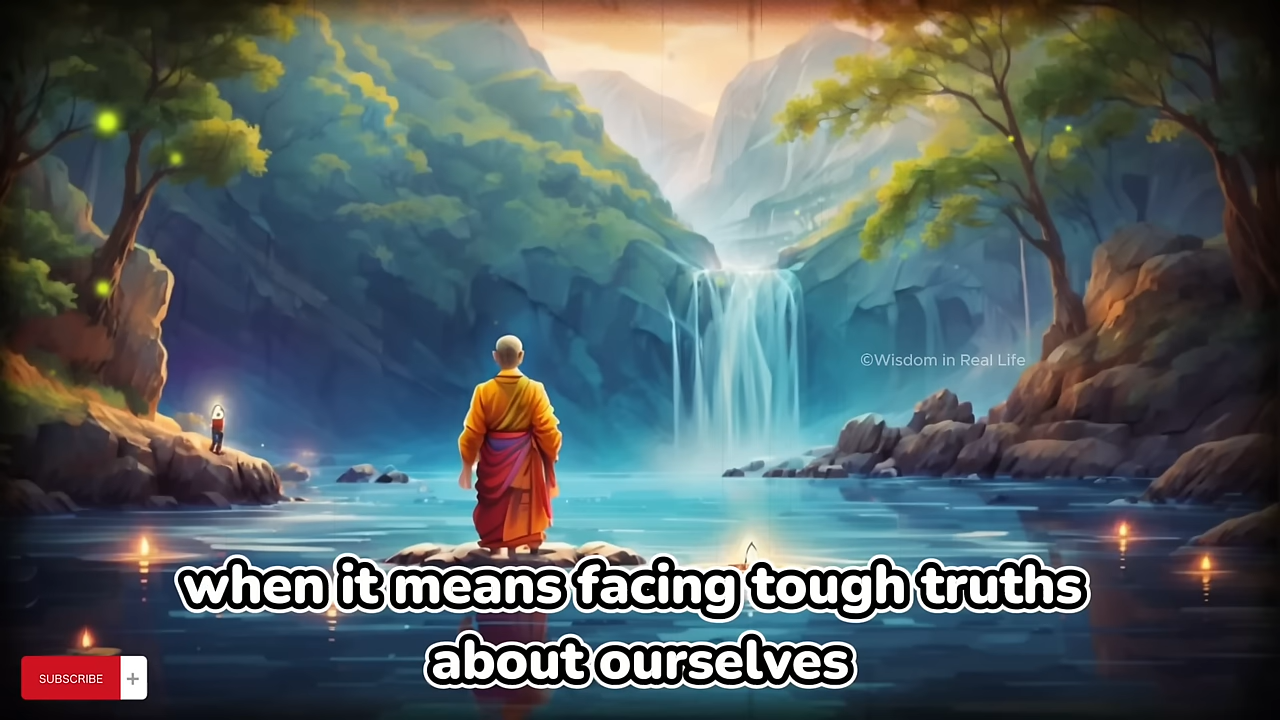 ©Wisdom in Real Life
when it means facing tough truths
about ourselves
SUBSCRIBE +